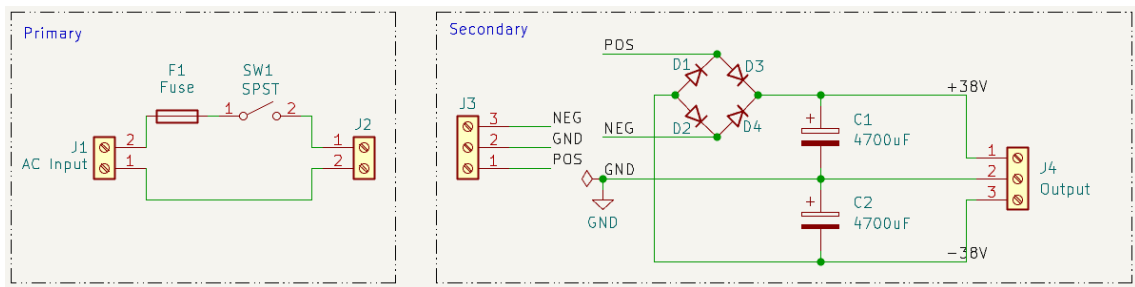 Primary
F1
Fuse
SW1
SPST
1
2
J1
AC Input
2
1
J2
1
2
Secondary
J3
3
2
1
NEG
GND
POS
POS
NEG
GND
GND
D1
D3
D2
D4
+
C1
4700uF
+
C2
4700uF
+38V
-38V
1
2
3
J4
Output